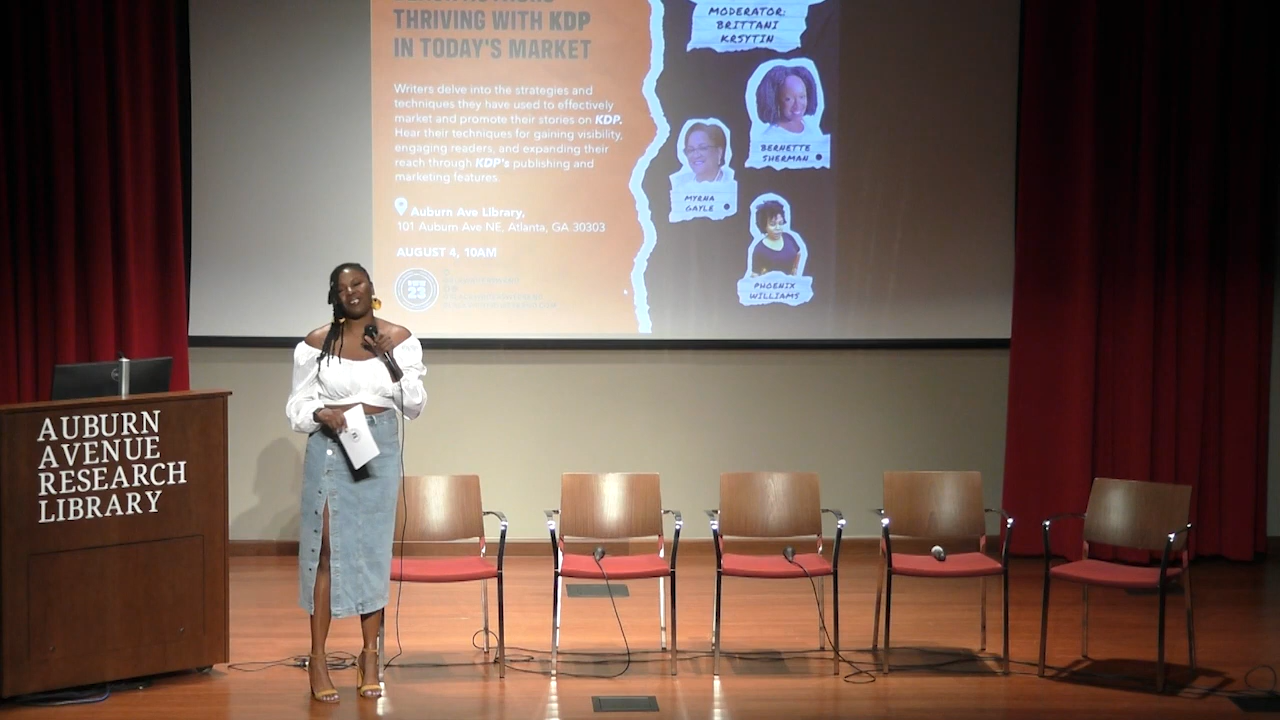 THRIVING WITH KDP
IN TODAY'S MARKET
Writers delve into the strategies and
techniques they have used to effectively
market and promote their stories on KDP.
Hear their techniques for gaining visibility,
engaging readers, and expanding their
reach through KDP's publishing and
marketing features.
Auburn Ave Library,
101 Auburn Ave NE, Atlanta, GA 30303
AUGUST 4, 10AM
23
MODERATOR:
BRITTANI
KRSYTIN
BERNETTE
SHERMAN
MYRNA
GAYLE
PHOENIX
WILLIAMS
AUBURN
AVENUE
RESEARCH
LIBRARY